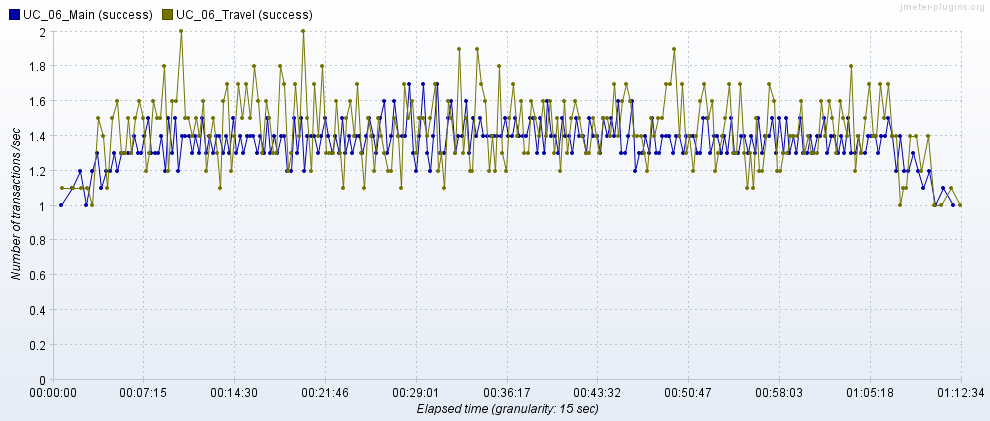 jmeter-plugins.org
UC_06_Main (success) UC_06_Travel (success)
2
1.8
1.6
1.4
1.2
1
0.8
0.6
0.4
0.2
0
Number of transactions/sec
00:00:00 00:07:15 00:14:30 00:21:46 00:29:01 00:36:17 00:43:32 00:50:47 00:58:03 01:05:18 01:12:34
Elapsed time (granularity: 15 sec)